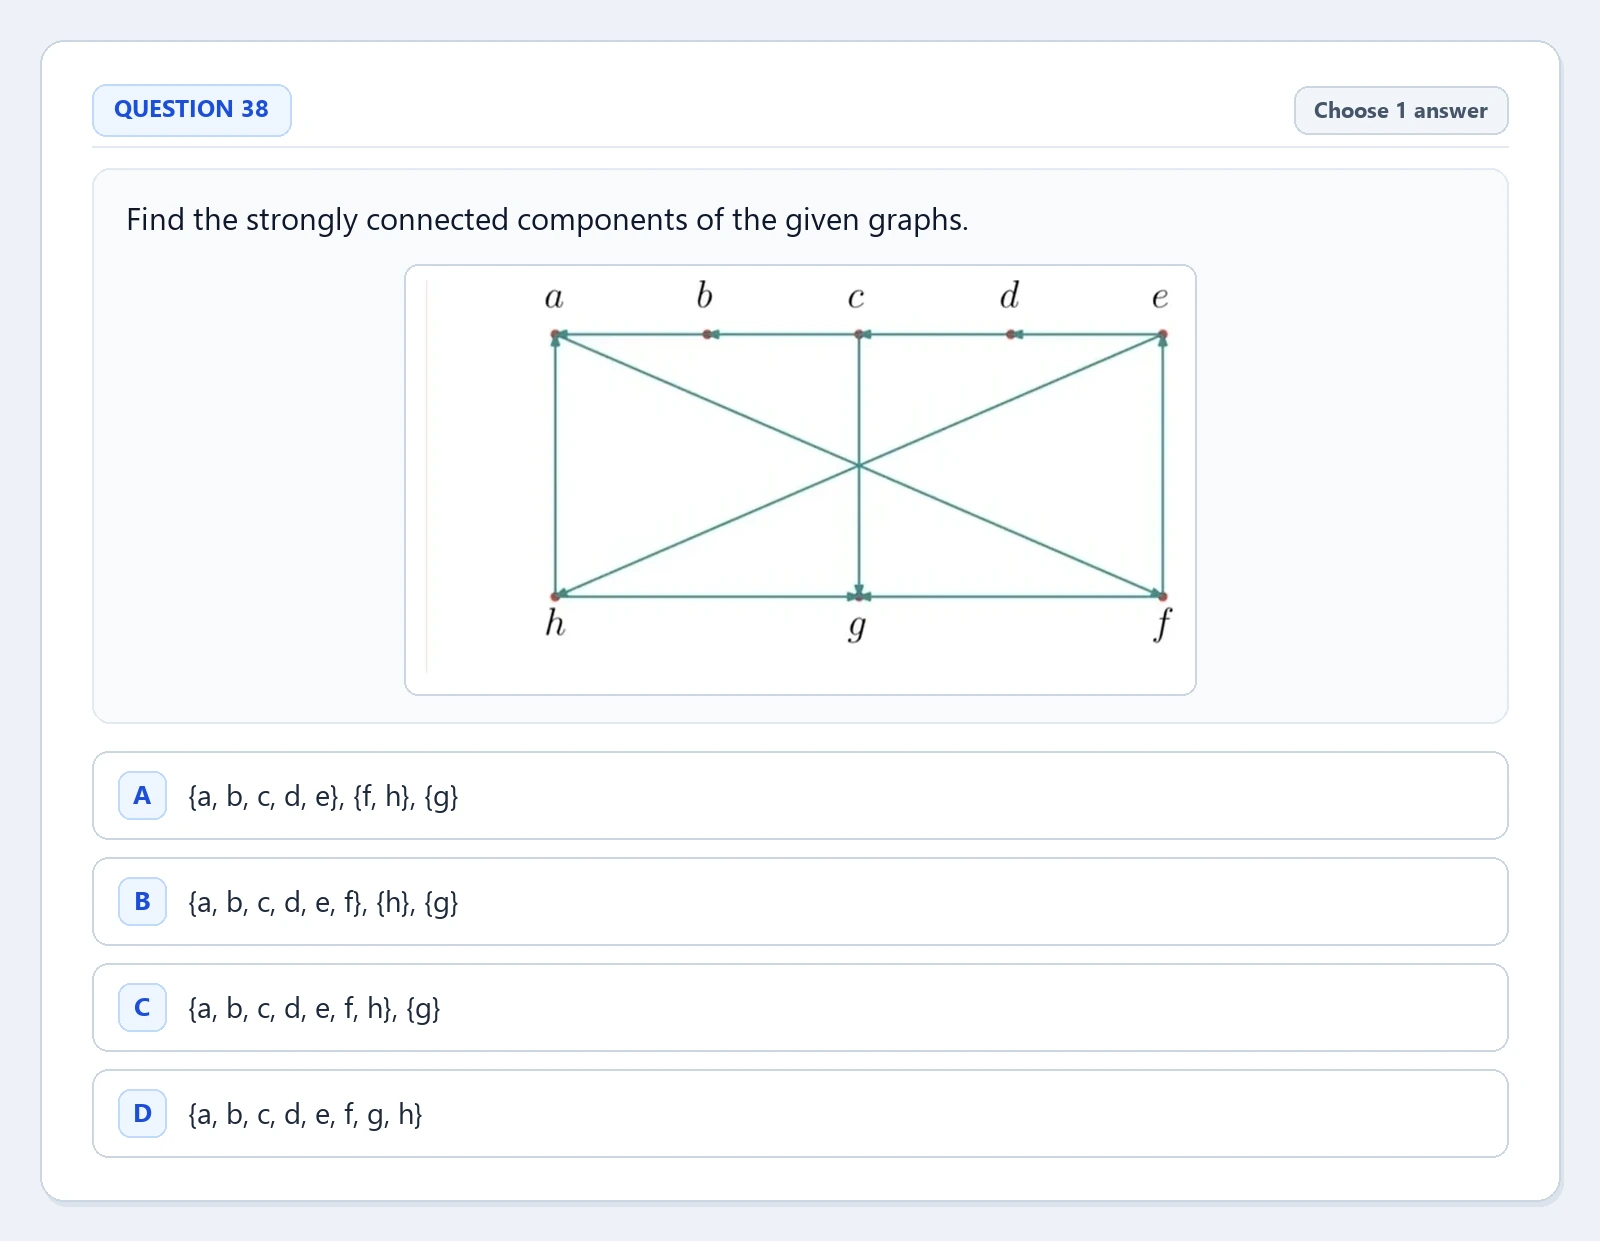 QUESTION 38
Choose 1 answer
Find the strongly connected components of the given graphs.
a b c d e
h g f
A {a, b, c, d, e}, {f, h}, {g}
B {a, b, c, d, e, f}, {h}, {g}
C {a, b, c, d, e, f, h}, {g}
D {a, b, c, d, e, f, g, h}